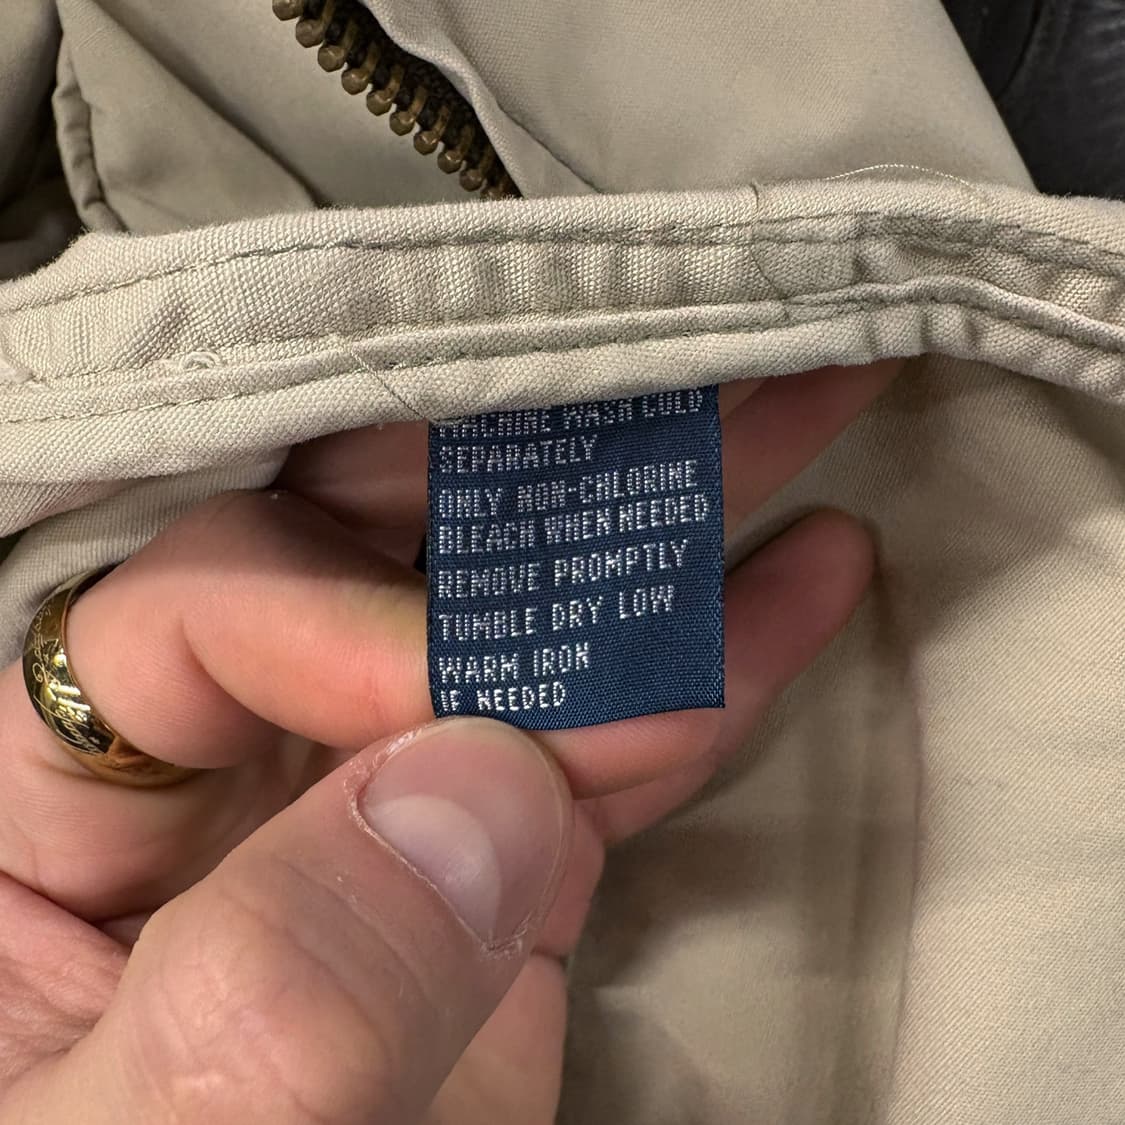 MACHINE WASH COLD
SEPARATELY
ONLY NON-CHLORINE
BLEACH WHEN NEEDED
REMOVE PROMPTLY
TUMBLE DRY LOW
WARM IRON
IF NEEDED